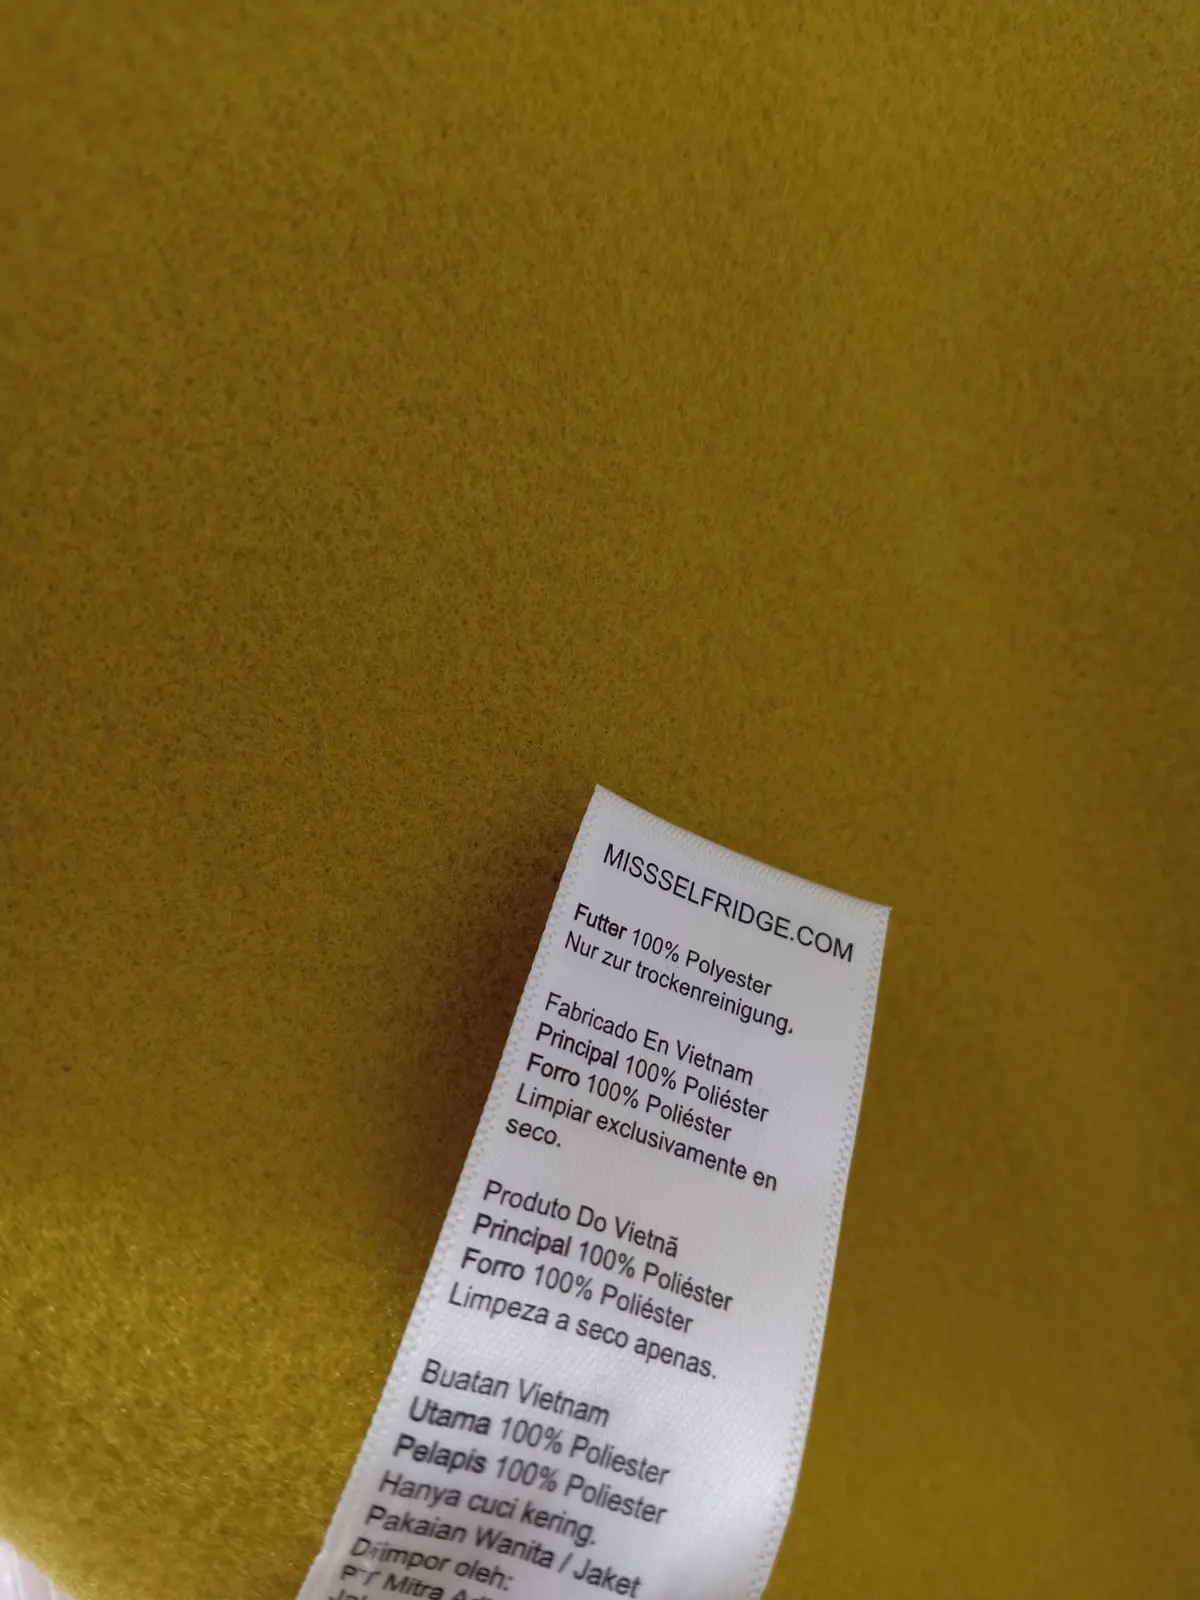 MISSSELFRIDGE.COM
Futter 100% Polyester
Nur zur trockenreinigung.
Fabricado En Vietnam
Principal 100% Poliéster
Forro 100% Poliéster
Limpiar exclusivamente en
seco.
Produto Do Vietnã
Principal 100% Poliéster
Forro 100% Poliéster
Limpeza a seco apenas.
Buatan Vietnam
Utama 100% Poliester
Pelapis 100% Poliester
Hanya cuci kering.
Pakaian Wanita / Jaket
Diimpor oleh:
PT Mitra